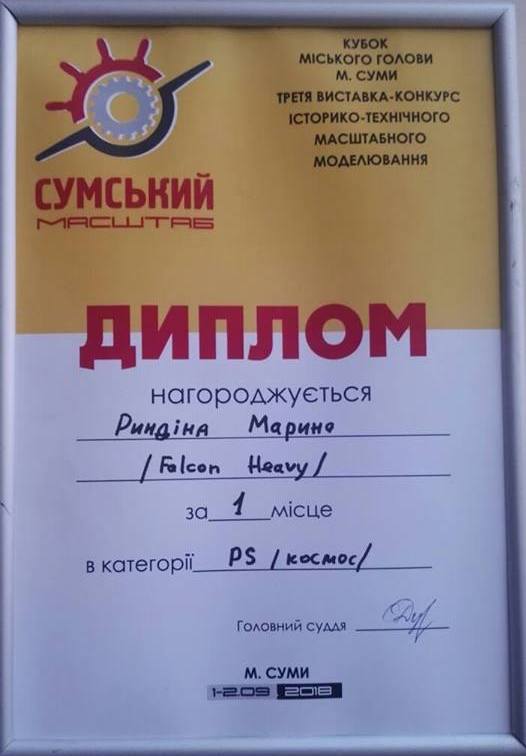 СУМСЬКИЙ
МАСШТАБ
КУБОК
МІСЬКОГО ГОЛОВИ
М. СУМИ
ТРЕТЯ ВИСТАВКА-КОНКУРС
ІСТОРИКО-ТЕХНІЧНОГО
МАСШТАБНОГО
МОДЕЛЮВАННЯ
ДИПЛОМ
нагороджується
Риндіна Марина
/Falcon Heavy/
за 1 місце
в категорії PS /космос/
Головний суддя
М. СУМИ
1-2.09 2018